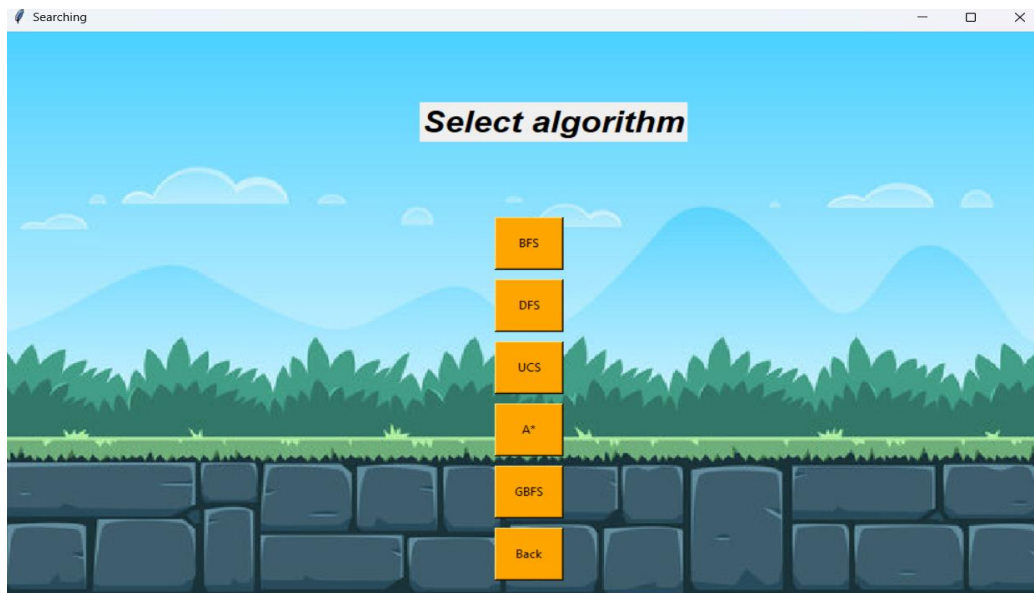 Searching
Select algorithm
BFS
DFS
UCS
A*
GBFS
Back